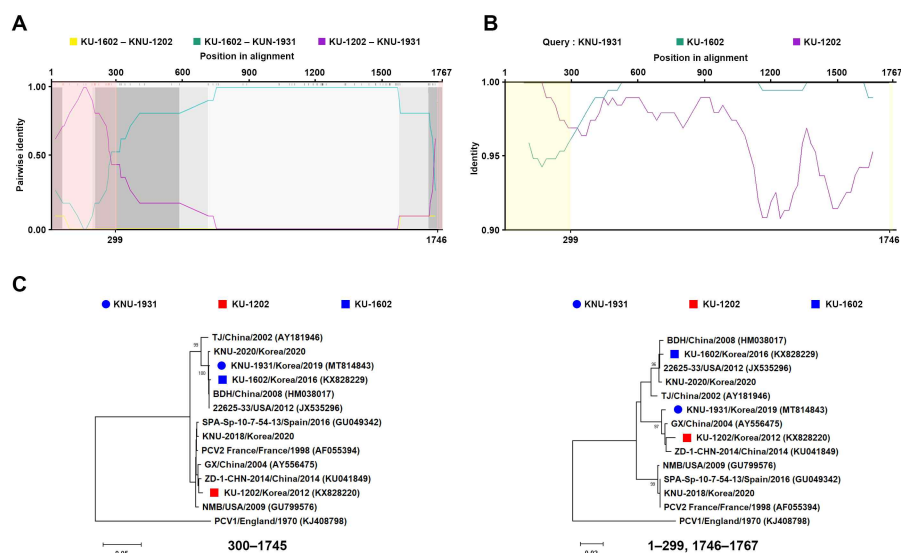 A
KU-1602 – KNU-1202
KU-1602 – KUN-1931
KU-1202 – KNU-1931
Position in alignment
1 300 600 900 1200 1500 1767
Pairwise identity
1.00
0.50
0.00
299 1746
B
Query : KNU-1931
KU-1602
KU-1202
Position in alignment
1 300 600 900 1200 1500 1767
Identity
1.00
0.95
0.90
299 1746
C
KNU-1931 KU-1202 KU-1602
TJ/China/2002 (AY181946)
99
KNU-2020/Korea/2020
KNU-1931/Korea/2019 (MT814843)
100
KU-1602/Korea/2016 (KX828229)
BDH/China/2008 (HM038017)
22625-33/USA/2012 (JX535296)
SPA-Sp-10-7-54-13/Spain/2016 (GU049342)
KNU-2018/Korea/2020
PCV2 France/France/1998 (AF055394)
GX/China/2004 (AY556475)
ZD-1-CHN-2014/China/2014 (KU041849)
KU-1202/Korea/2012 (KX828220)
NMB/USA/2009 (GU799576)
PCV1/England/1970 (KJ408798)
0.05
300–1745
KNU-1931 KU-1202 KU-1602
BDH/China/2008 (HM038017)
KU-1602/Korea/2016 (KX828229)
96
22625-33/USA/2012 (JX535296)
KNU-2020/Korea/2020
TJ/China/2002 (AY181946)
KNU-1931/Korea/2019 (MT814843)
GX/China/2004 (AY556475)
97
KU-1202/Korea/2012 (KX828220)
ZD-1-CHN-2014/China/2014 (KU041849)
NMB/USA/2009 (GU799576)
SPA-Sp-10-7-54-13/Spain/2016 (GU049342)
99
KNU-2018/Korea/2020
PCV2 France/France/1998 (AF055394)
PCV1/England/1970 (KJ408798)
0.02
1–299, 1746–1767